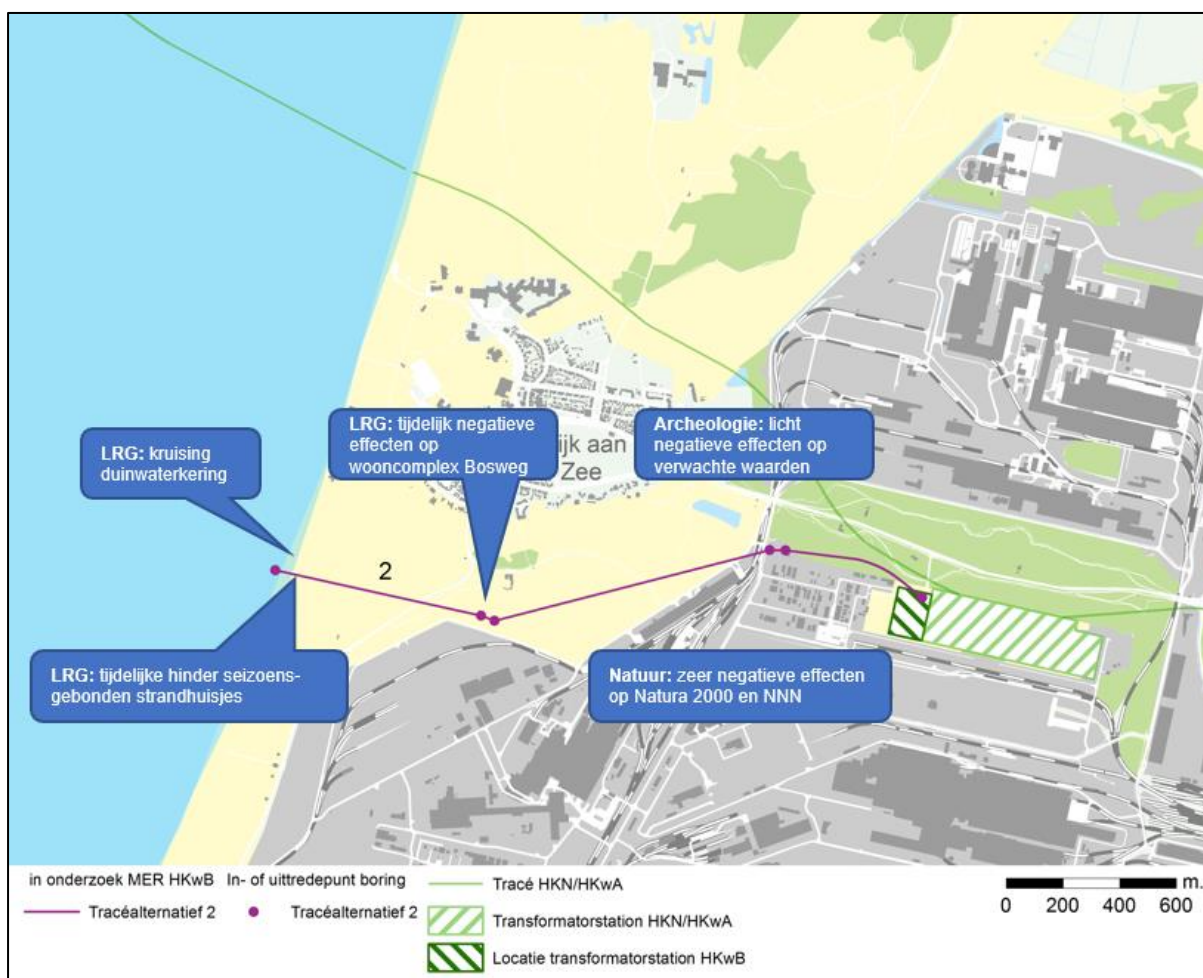 LRG: kruising
duinwaterkering
LRG: tijdelijk negatieve
effecten op
wooncomplex Bosweg
Archeologie: licht
negatieve effecten op
verwachte waarden
ijk aan
Zee
2
LRG: tijdelijke hinder seizoens-
gebonden strandhuisjes
Natuur: zeer negatieve effecten
op Natura 2000 en NNN
in onderzoek MER HKwB
In- of uittredepunt boring
Tracéalternatief 2
Tracéalternatief 2
Tracé HKN/HKwA
Transformatorstation HKN/HKwA
Locatie transformatorstation HKwB
m.
0 200 400 600